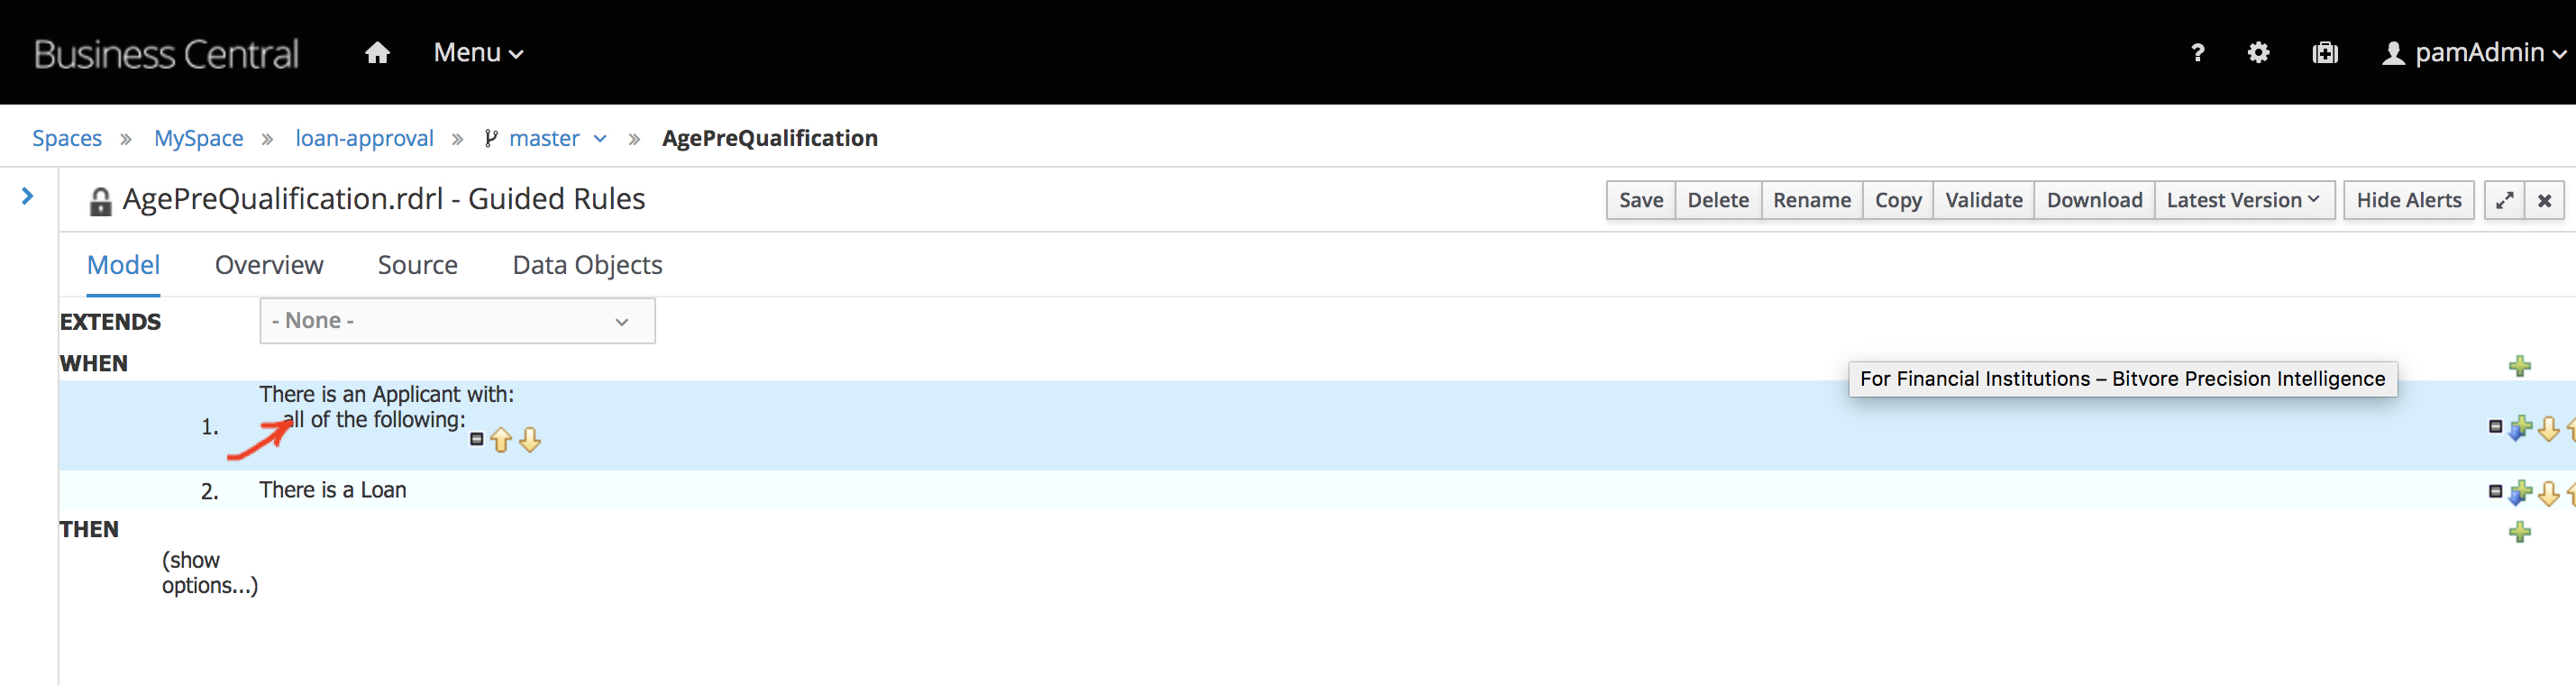 Business Central Menu ? pamAdmin
Spaces » MySpace » loan-approval » master » AgePreQualification
AgePreQualification.rdrl - Guided Rules Save Delete Rename Copy Validate Download Latest Version Hide Alerts
Model Overview Source Data Objects
EXTENDS - None -
WHEN
For Financial Institutions – Bitvore Precision Intelligence
There is an Applicant with:
1. all of the following:
2. There is a Loan
THEN
(show
options...)